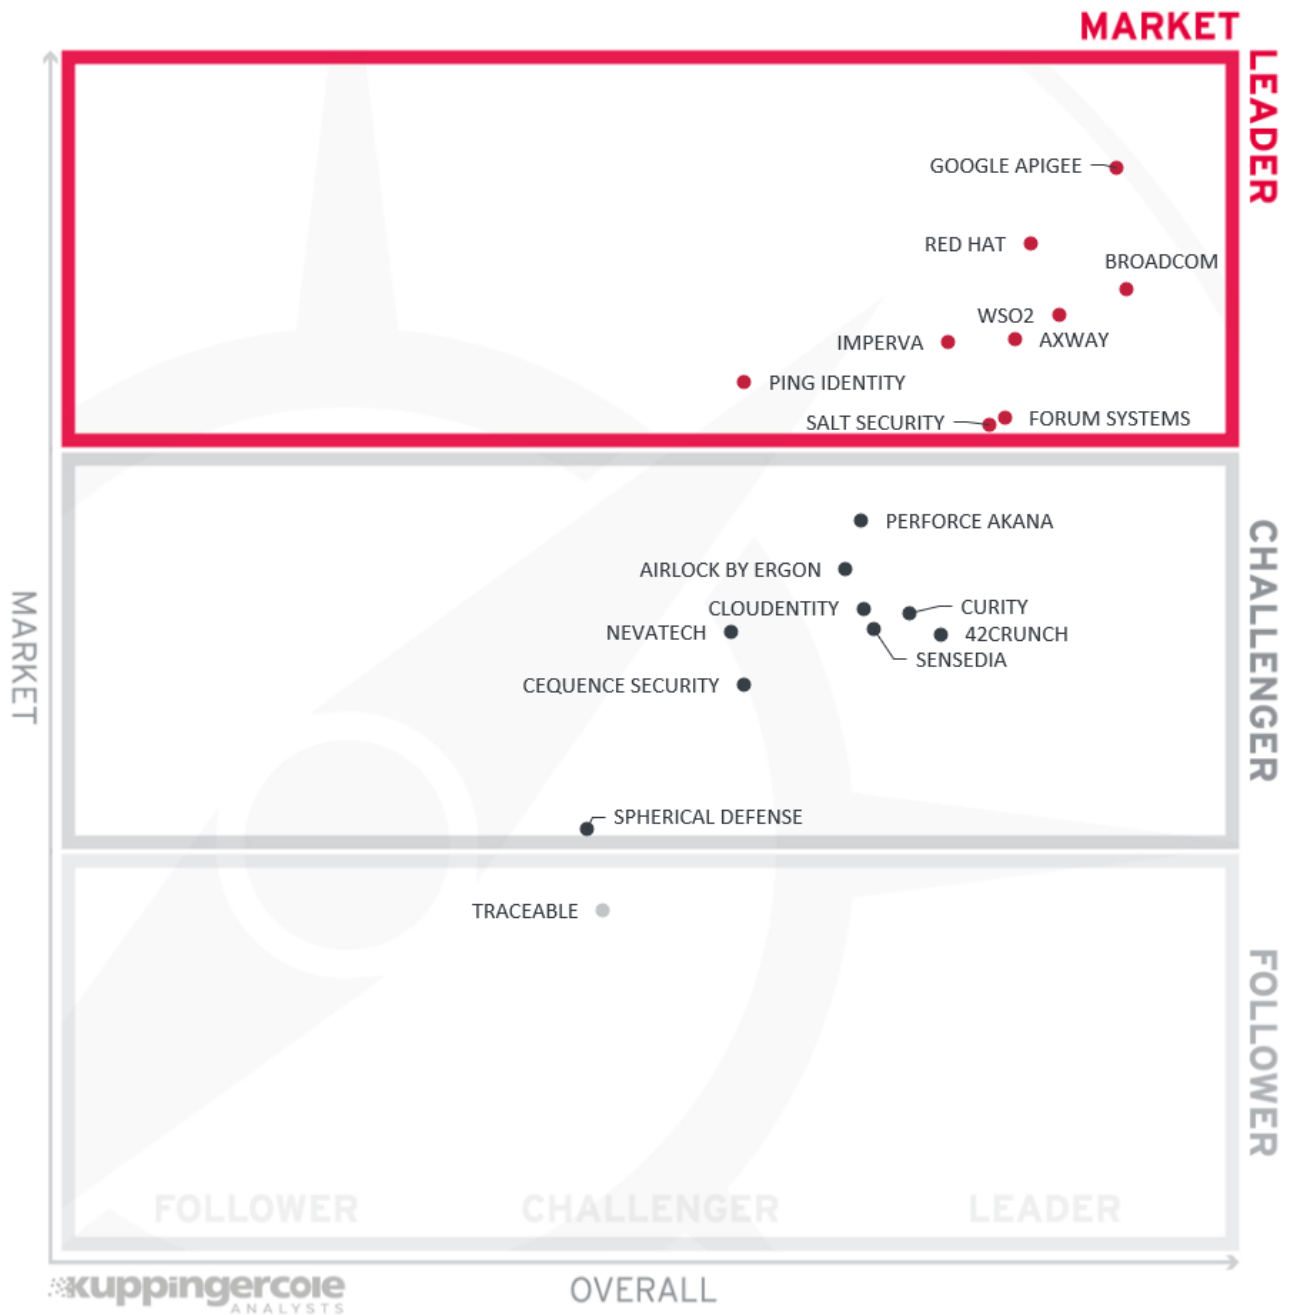 MARKET
LEADER
GOOGLE APIGEE
RED HAT
BROADCOM
WSO2
IMPERVA
AXWAY
PING IDENTITY
SALT SECURITY
FORUM SYSTEMS
PERFORCE AKANA
AIRLOCK BY ERGON
CLOUDENTITY
CURITY
NEVATECH
42CRUNCH
SENSEDIA
CEQUENCE SECURITY
CHALLENGER
MARKET
SPHERICAL DEFENSE
TRACEABLE
FOLLOWER
FOLLOWER CHALLENGER LEADER
kuppingercole
ANALYSTS
OVERALL